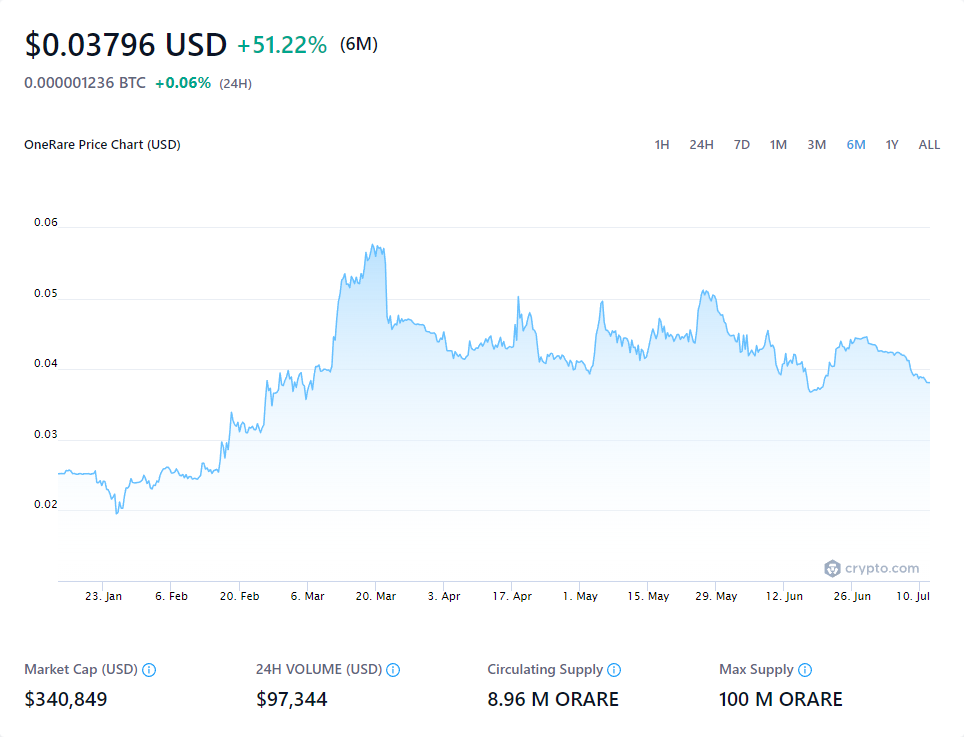 $0.03796 USD +51.22% (6M)
0.000001236 BTC +0.06% (24H)
OneRare Price Chart (USD)
1H 24H 7D 1M 3M 6M 1Y ALL
0.06
0.05
0.04
0.03
0.02
crypto.com
23. Jan 6. Feb 20. Feb 6. Mar 20. Mar 3. Apr 17. Apr 1. May 15. May 29. May 12. Jun 26. Jun 10. Jul
Market Cap (USD) 24H VOLUME (USD) Circulating Supply Max Supply
$340,849 $97,344 8.96 M ORARE 100 M ORARE